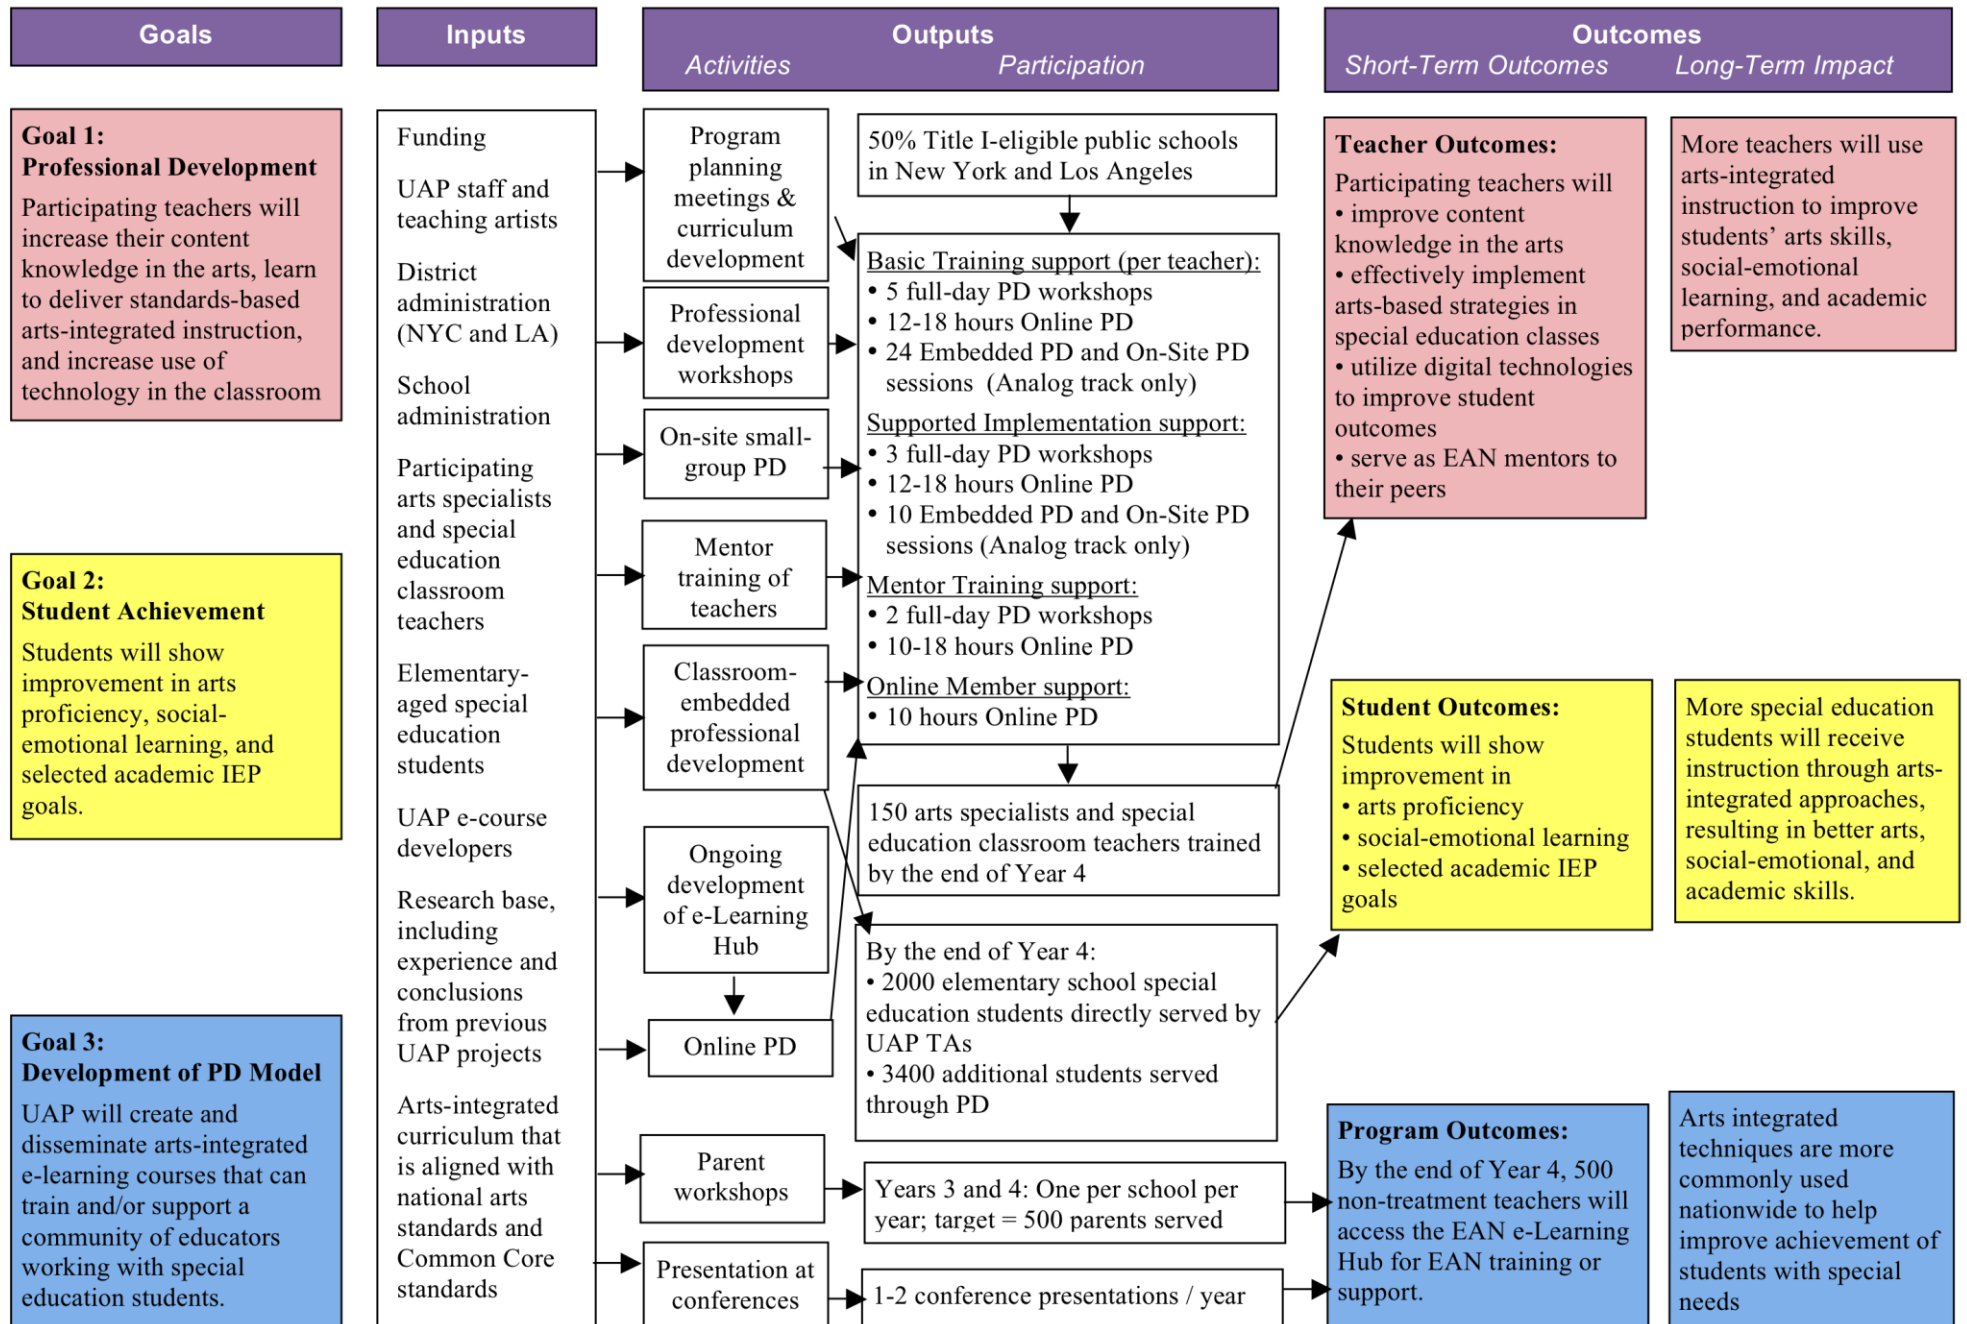 Goals
Inputs
Outputs
Activities
Participation
Outcomes
Short-Term Outcomes
Long-Term Impact
Goal 1:
Professional Development
Participating teachers will
increase their content
knowledge in the arts, learn
to deliver standards-based
arts-integrated instruction,
and increase use of
technology in the classroom
Goal 2:
Student Achievement
Students will show
improvement in arts
proficiency, social-
emotional learning, and
selected academic IEP
goals.
Goal 3:
Development of PD Model
UAP will create and
disseminate arts-integrated
e-learning courses that can
train and/or support a
community of educators
working with special
education students.
Funding
UAP staff and
teaching artists
District
administration
(NYC and LA)
School
administration
Participating
arts specialists
and special
education
classroom
teachers
Elementary-
aged special
education
students
UAP e-course
developers
Research base,
including
experience and
conclusions
from previous
UAP projects
Arts-integrated
curriculum that
is aligned with
national arts
standards and
Common Core
standards
Program
planning
meetings &
curriculum
development
Professional
development
workshops
On-site small-
group PD
Mentor
training of
teachers
Classroom-
embedded
professional
development
Ongoing
development
of e-Learning
Hub
Online PD
Parent
workshops
Presentation at
conferences
50% Title I-eligible public schools
in New York and Los Angeles
Basic Training support (per teacher):
• 5 full-day PD workshops
• 12-18 hours Online PD
• 24 Embedded PD and On-Site PD
sessions (Analog track only)
Supported Implementation support:
• 3 full-day PD workshops
• 12-18 hours Online PD
• 10 Embedded PD and On-Site PD
sessions (Analog track only)
Mentor Training support:
• 2 full-day PD workshops
• 10-18 hours Online PD
Online Member support:
• 10 hours Online PD
150 arts specialists and special
education classroom teachers trained
by the end of Year 4
By the end of Year 4:
• 2000 elementary school special
education students directly served by
UAP TAs
• 3400 additional students served
through PD
Years 3 and 4: One per school per
year; target = 500 parents served
1-2 conference presentations / year
Teacher Outcomes:
Participating teachers will
• improve content
knowledge in the arts
• effectively implement
arts-based strategies in
special education classes
• utilize digital technologies
to improve student
outcomes
• serve as EAN mentors to
their peers
Student Outcomes:
Students will show
improvement in
• arts proficiency
• social-emotional learning
• selected academic IEP
goals
Program Outcomes:
By the end of Year 4, 500
non-treatment teachers will
access the EAN e-Learning
Hub for EAN training or
support.
More teachers will use
arts-integrated
instruction to improve
students’ arts skills,
social-emotional
learning, and academic
performance.
More special education
students will receive
instruction through arts-
integrated approaches,
resulting in better arts,
social-emotional, and
academic skills.
Arts integrated
techniques are more
commonly used
nationwide to help
improve achievement of
students with special
needs